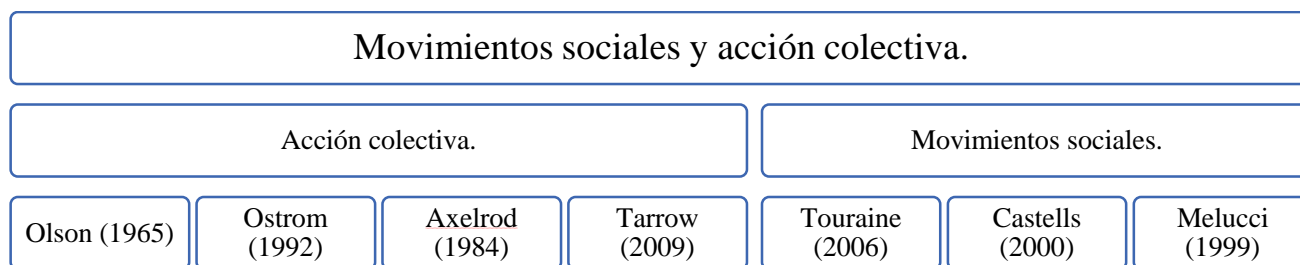 Movimientos sociales y acción colectiva.
Acción colectiva.
Movimientos sociales.
Olson (1965)
Ostrom
(1992)
Axelrod
(1984)
Tarrow
(2009)
Touraine
(2006)
Castells
(2000)
Melucci
(1999)